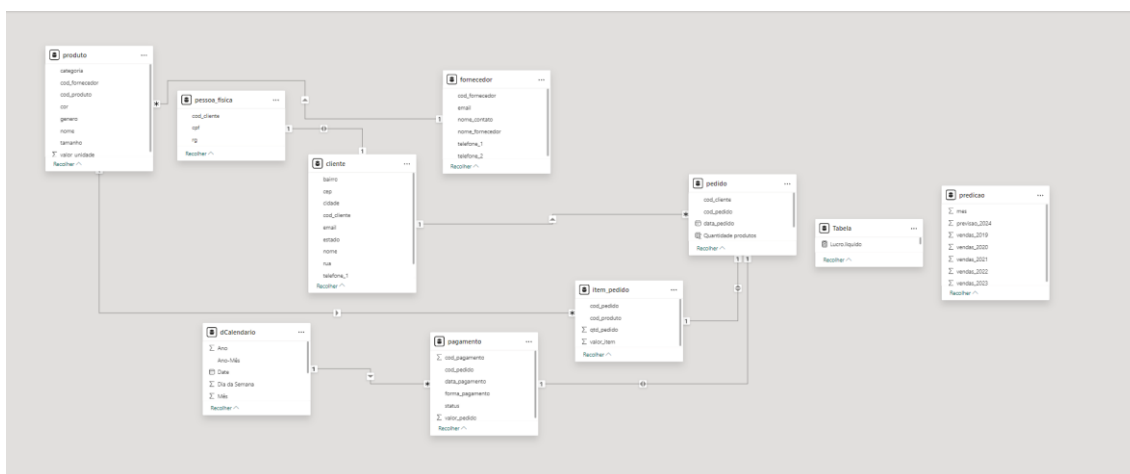 produto
categoria
cod_fornecedor
cod_produto
cor
genero
nome
tamanho
Σ valor unidade
Recolher
pessoa_fisica
cod_cliente
cpf
rg
Recolher
fornecedor
cod_fornecedor
email
nome_contato
nome_fornecedor
telefone_1
telefone_2
Recolher
cliente
bairro
cep
cidade
cod_cliente
email
estado
nome
rua
telefone_1
Recolher
pedido
cod_cliente
cod_pedido
data_pedido
Quantidade produtos
Recolher
Tabela
Lucro liquido
Recolher
predicao
Σ mes
Σ previsao_2024
Σ vendas_2019
Σ vendas_2020
Σ vendas_2021
Σ vendas_2022
Σ vendas_2023
Recolher
item_pedido
cod_pedido
cod_produto
Σ qtd_pedido
Σ valor_item
Recolher
dCalendario
Σ Ano
Ano-Mês
Data
Σ Dia da Semana
Σ Mês
Recolher
pagamento
Σ cod_pagamento
cod_pedido
data_pagamento
forma_pagamento
status
Σ valor_pedido
Recolher